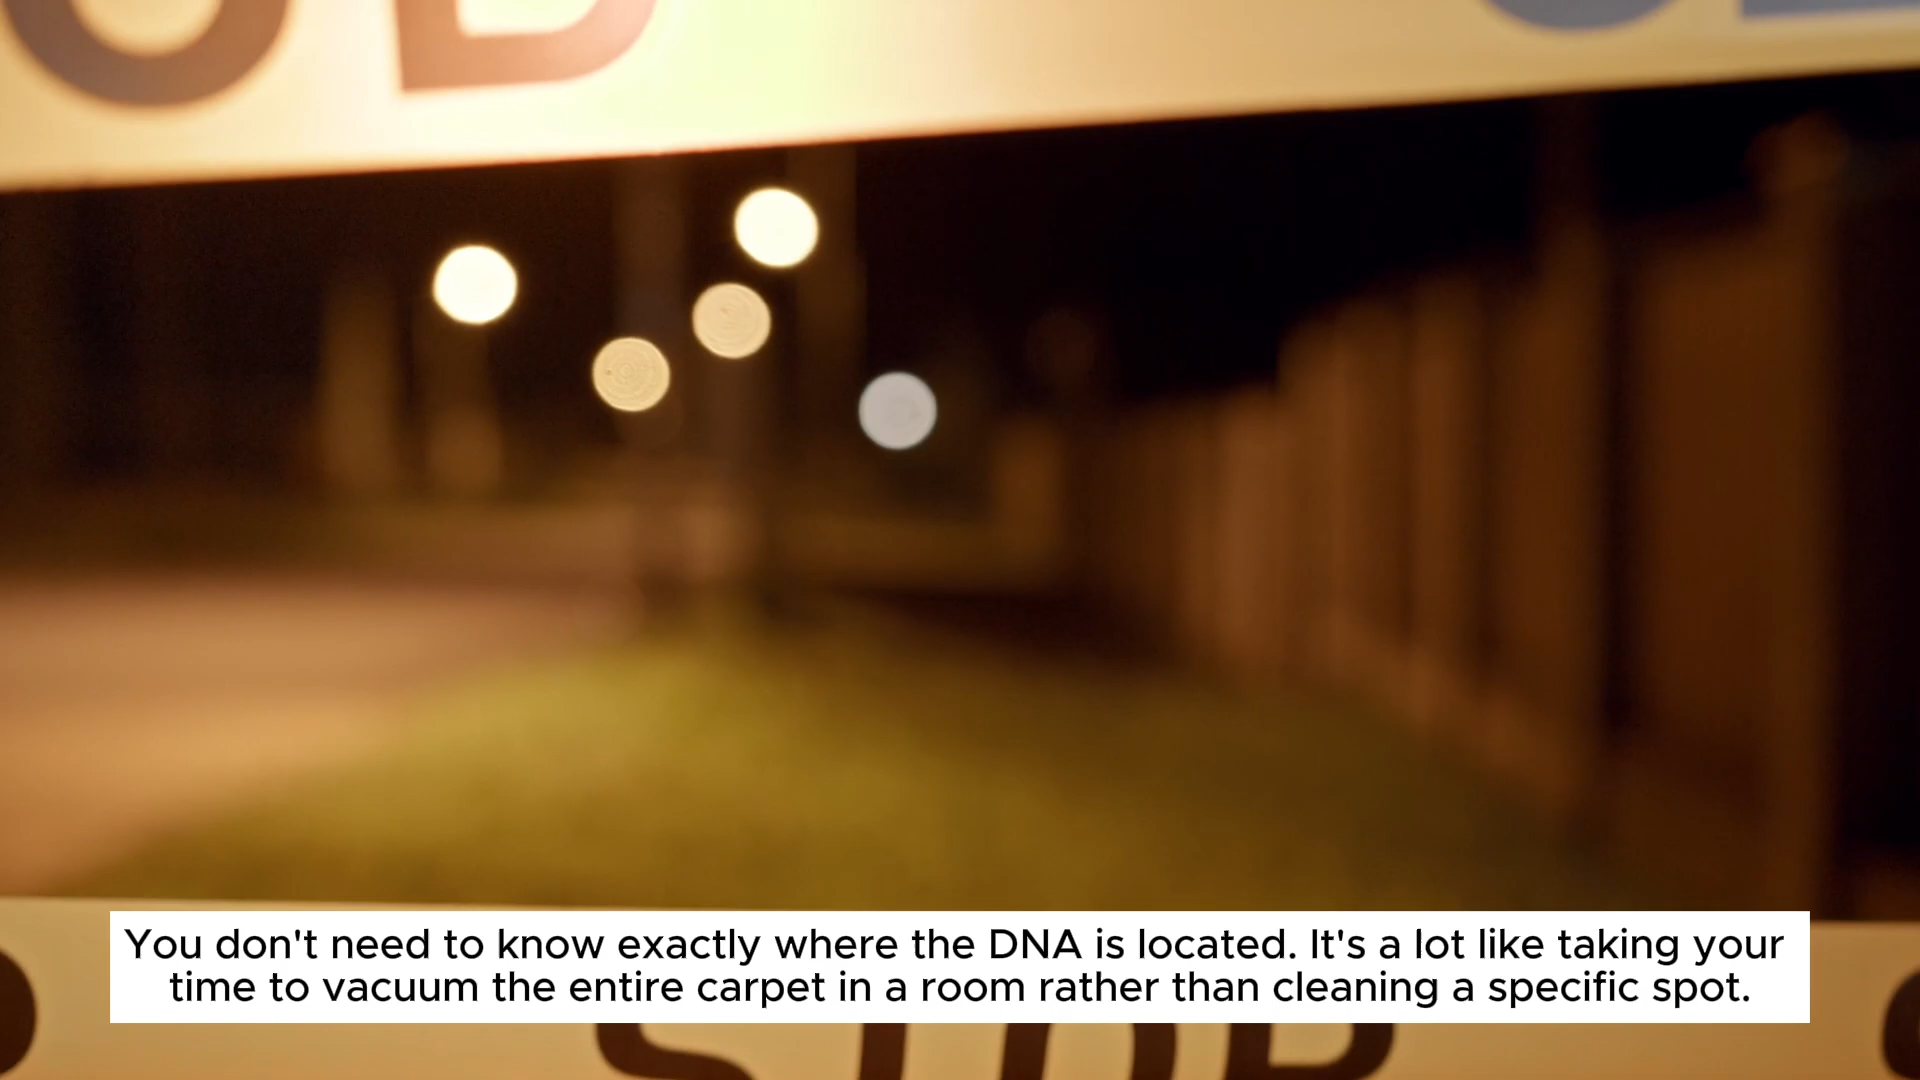 You don't need to know exactly where the DNA is located. It's a lot like taking your
time to vacuum the entire carpet in a room rather than cleaning a specific spot.
STOP